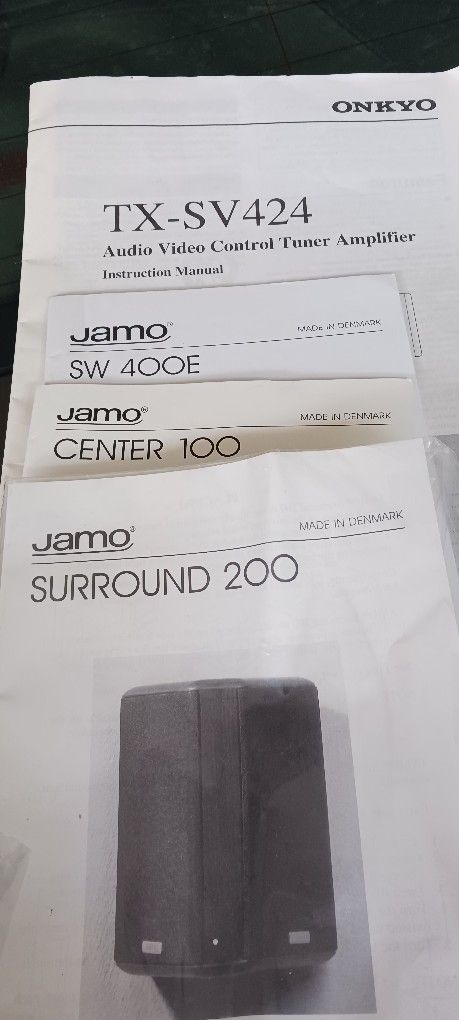 ONKYO
TX-SV424
Audio Video Control Tuner Amplifier
Instruction Manual
Jamo®
MADE IN DENMARK
SW 400E
Jamo®
MADE IN DENMARK
CENTER 100
Jamo®
MADE IN DENMARK
SURROUND 200